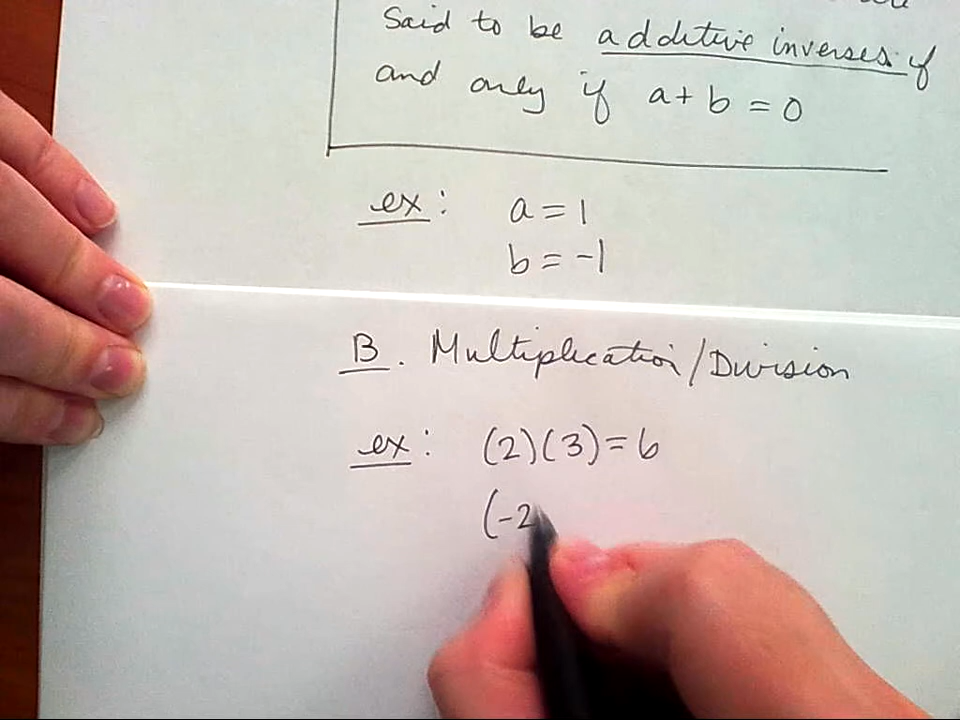 Said to be additive inverses if
and only if a + b = 0
ex: a = 1
b = -1
B. Multiplication/Division
ex: (2)(3) = 6
(-2